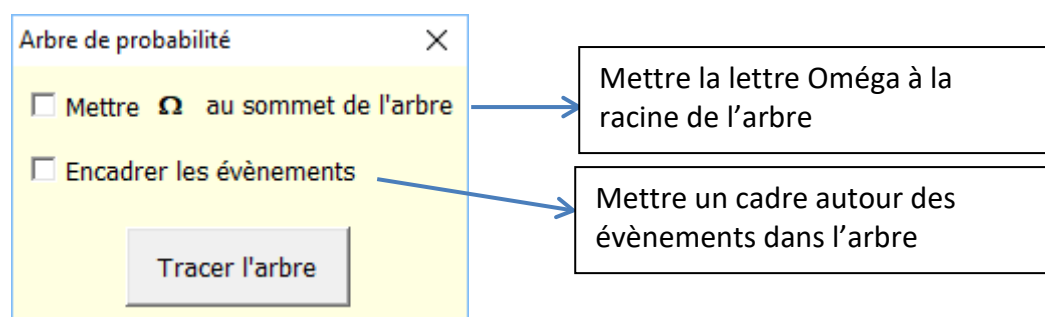 Arbre de probabilité
Mettre Ω au sommet de l'arbre
Encadrer les évènements
Tracer l'arbre
Mettre la lettre Oméga à la
racine de l’arbre
Mettre un cadre autour des
évènements dans l’arbre